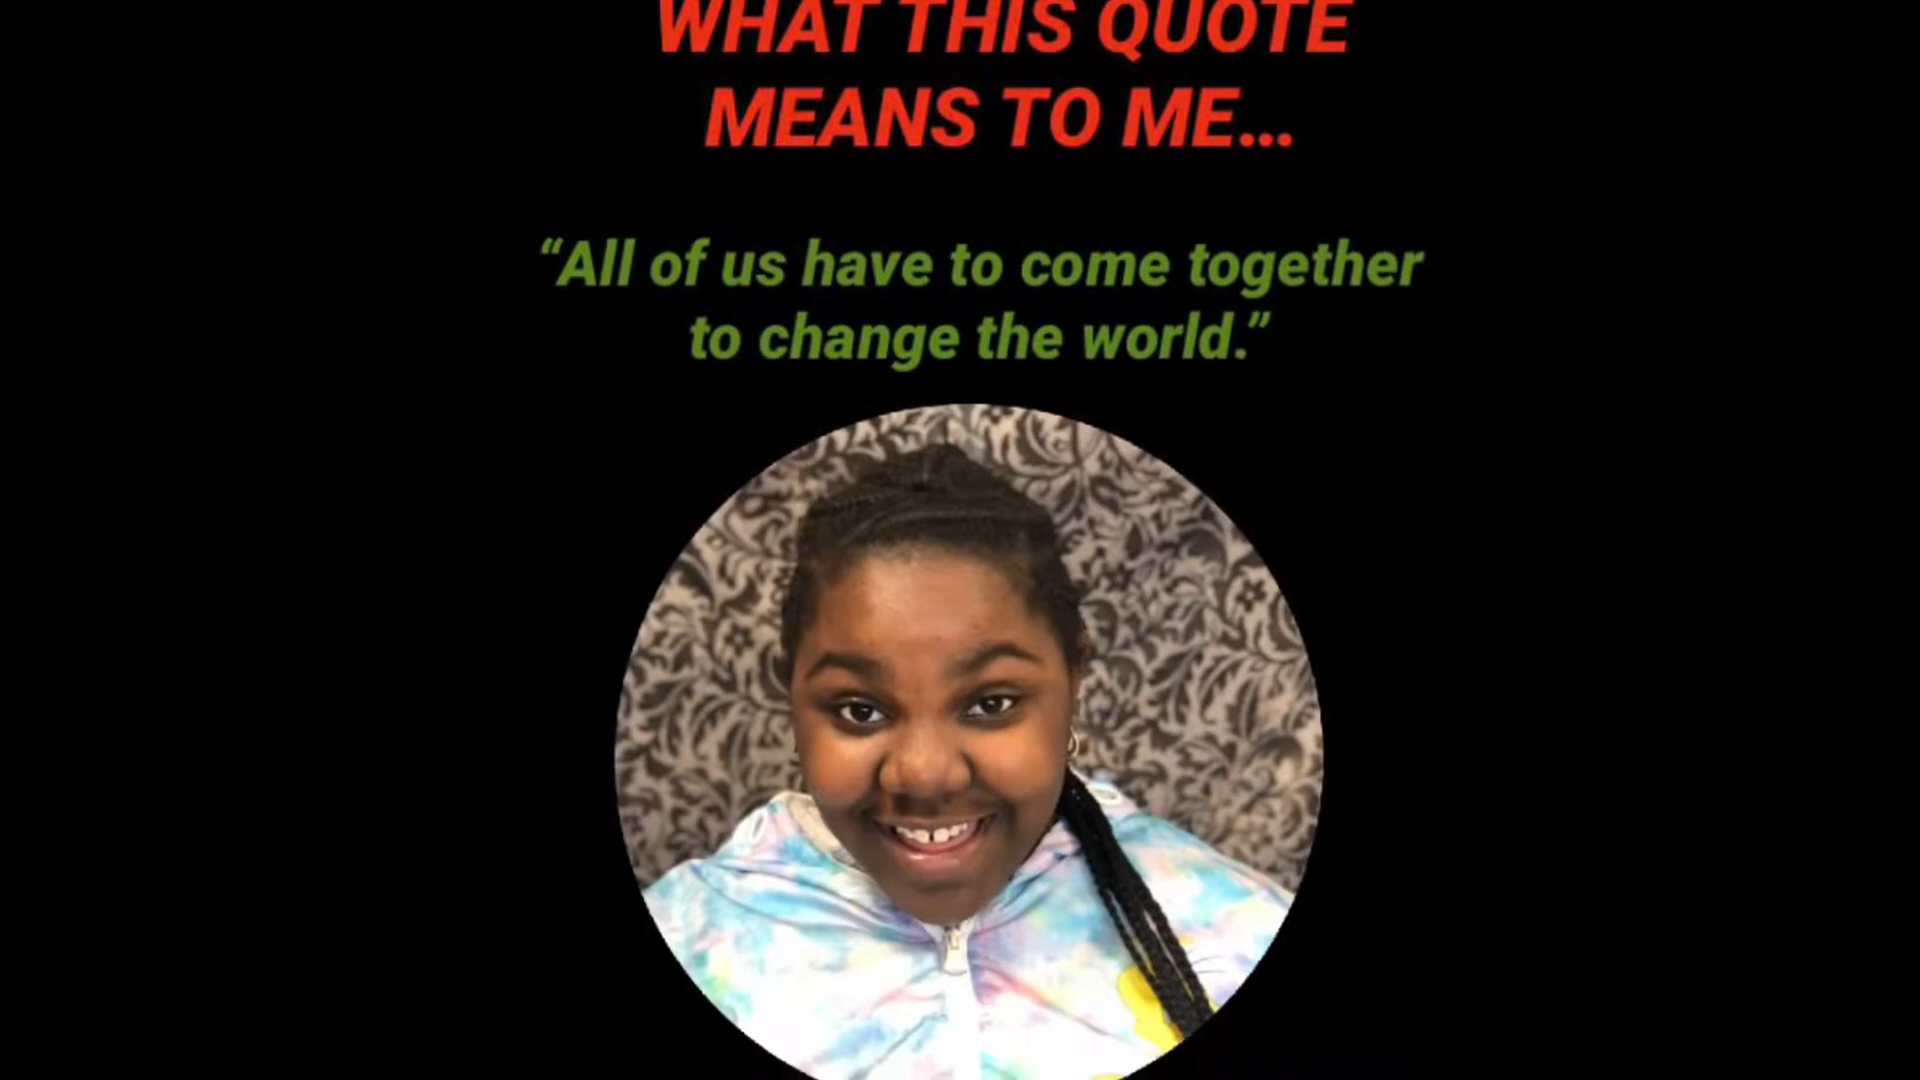 WHAT THIS QUOTE
MEANS TO ME...
“All of us have to come together
to change the world.”